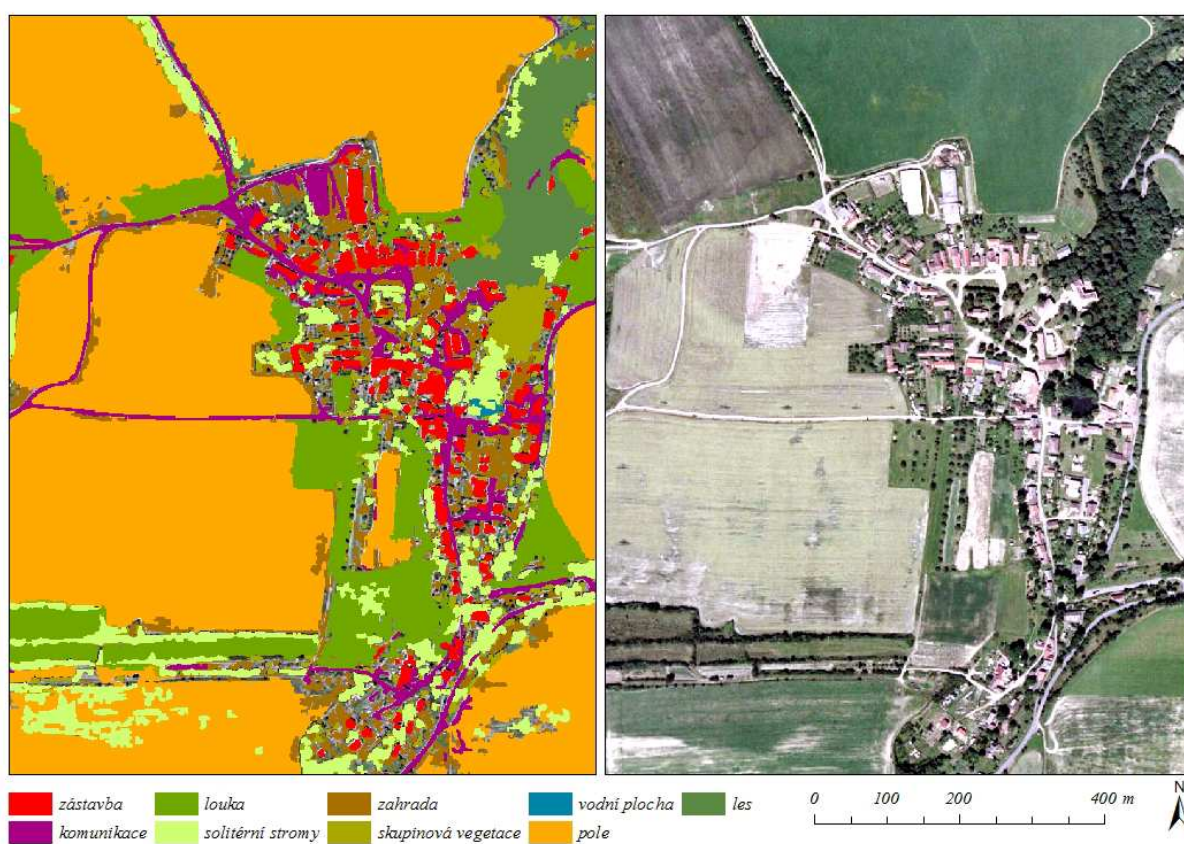 zástavba louka zahrada vodní plocha les
komunikace solitérní stromy skupinová vegetace pole
0 100 200 400 m
N